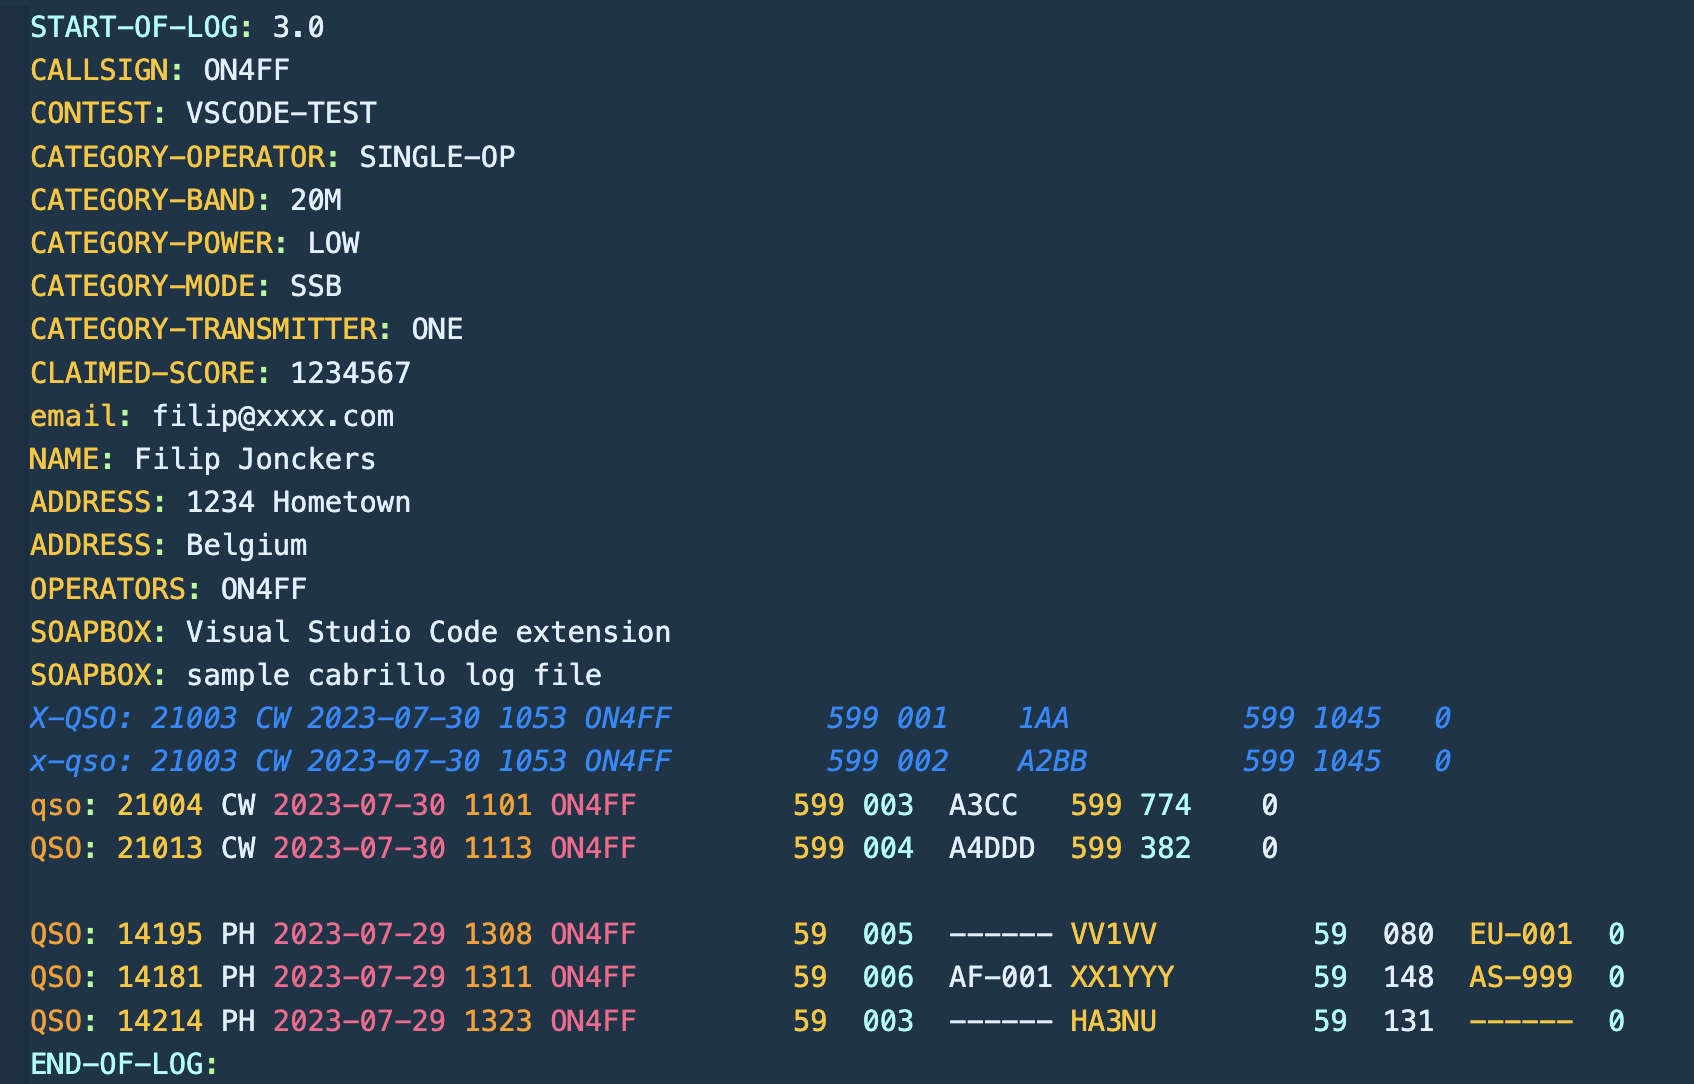 START-OF-LOG: 3.0
CALLSIGN: ON4FF
CONTEST: VSCODE-TEST
CATEGORY-OPERATOR: SINGLE-OP
CATEGORY-BAND: 20M
CATEGORY-POWER: LOW
CATEGORY-MODE: SSB
CATEGORY-TRANSMITTER: ONE
CLAIMED-SCORE: 1234567
email: filip@xxxx.com
NAME: Filip Jonckers
ADDRESS: 1234 Hometown
ADDRESS: Belgium
OPERATORS: ON4FF
SOAPBOX: Visual Studio Code extension
SOAPBOX: sample cabrillo log file
X-QSO: 21003 CW 2023-07-30 1053 ON4FF         599 001    1AA          599 1045   0
x-qso: 21003 CW 2023-07-30 1053 ON4FF         599 002    A2BB         599 1045   0
qso: 21004 CW 2023-07-30 1101 ON4FF         599 003  A3CC   599 774    0
QSO: 21013 CW 2023-07-30 1113 ON4FF         599 004  A4DDD  599 382    0

QSO: 14195 PH 2023-07-29 1308 ON4FF         59  005  ------ VV1VV         59  080  EU-001  0
QSO: 14181 PH 2023-07-29 1311 ON4FF         59  006  AF-001 XX1YYY        59  148  AS-999  0
QSO: 14214 PH 2023-07-29 1323 ON4FF         59  003  ------ HA3NU         59  131  ------  0
END-OF-LOG: